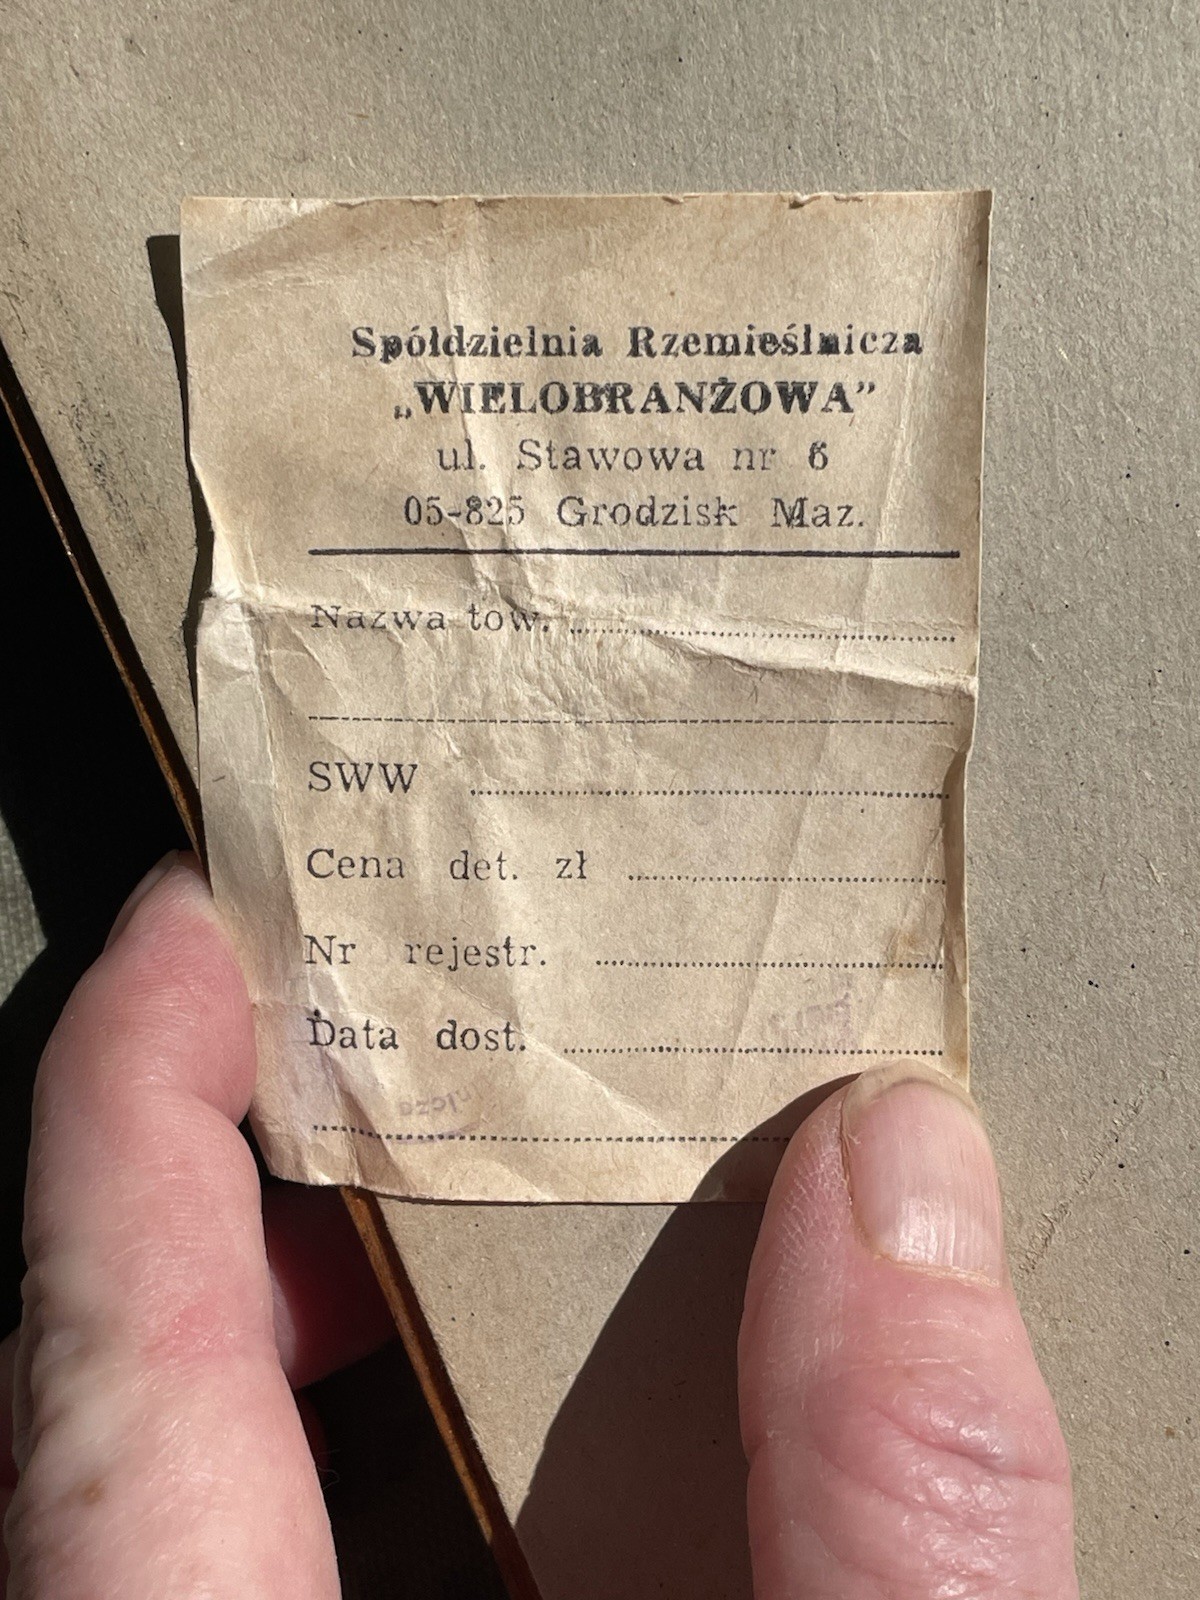 Spółdzielnia Rzemieślnicza
„WIELOBRANŻOWA”
ul. Stawowa nr 6
05-825 Grodzisk Maz.
Nazwa tow.
SWW
Cena det. zł
Nr rejestr.
Data dost.